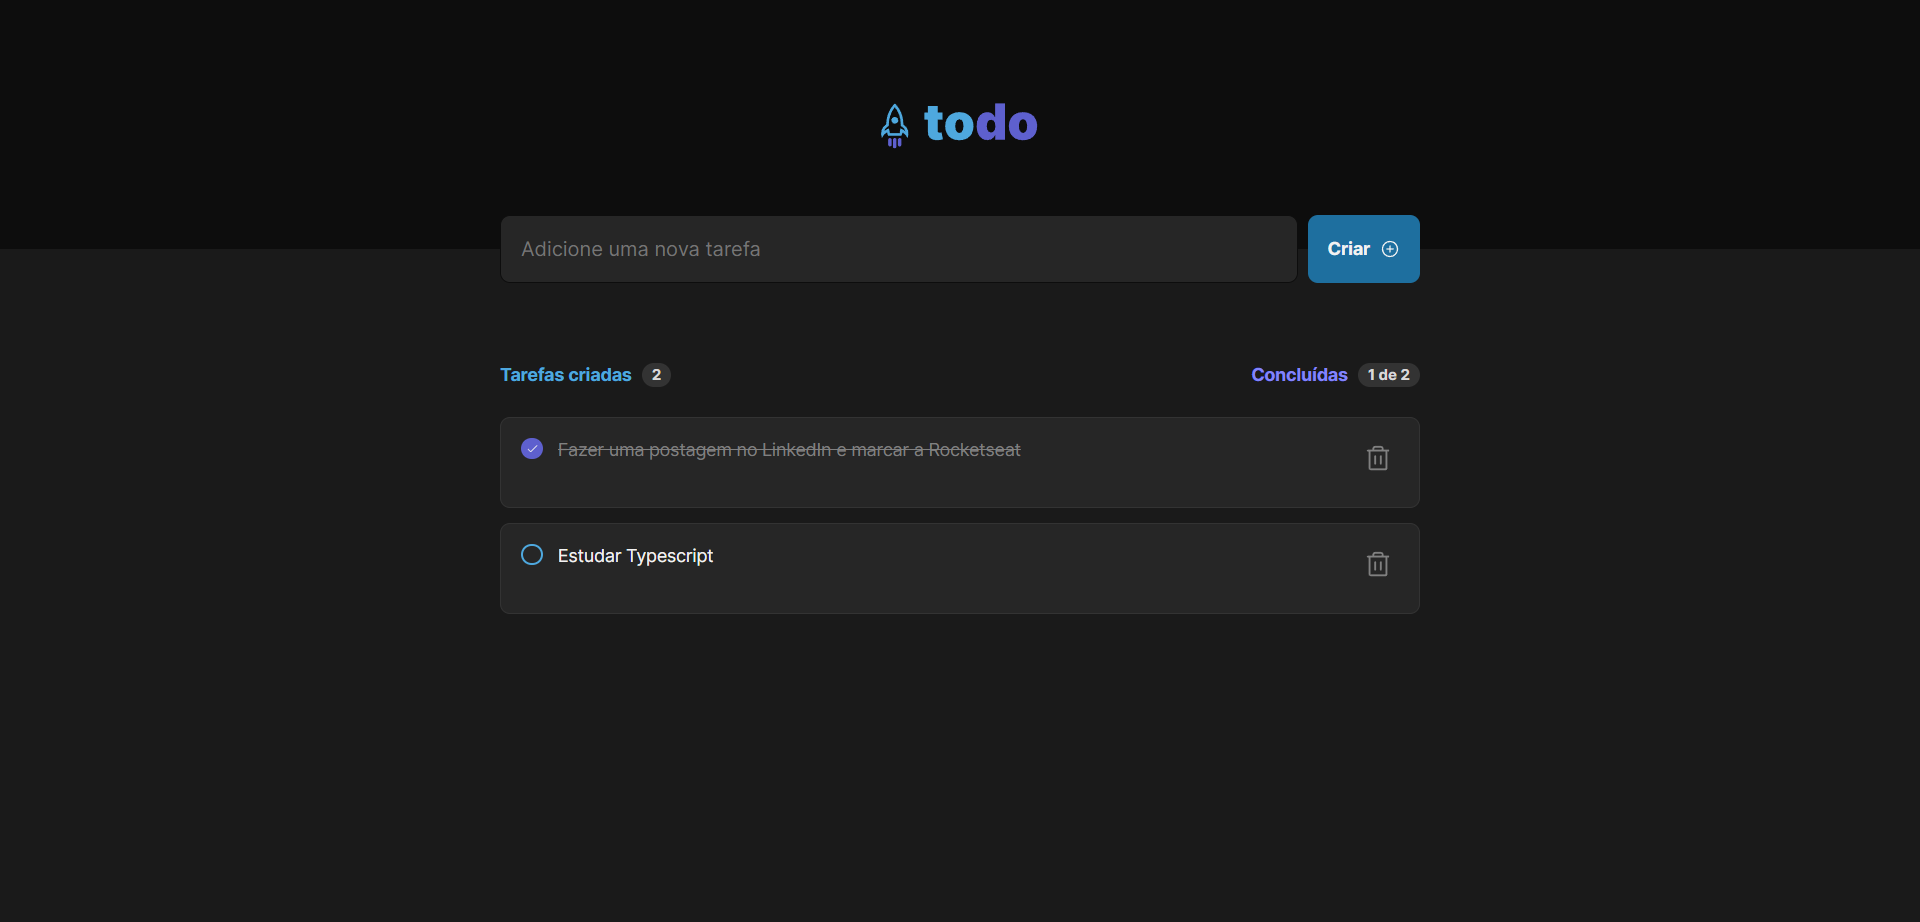 todo
Adicione uma nova tarefa
Criar
Tarefas criadas 2
Concluídas 1 de 2
Fazer uma postagem no LinkedIn e marcar a Rocketseat
Estudar Typescript